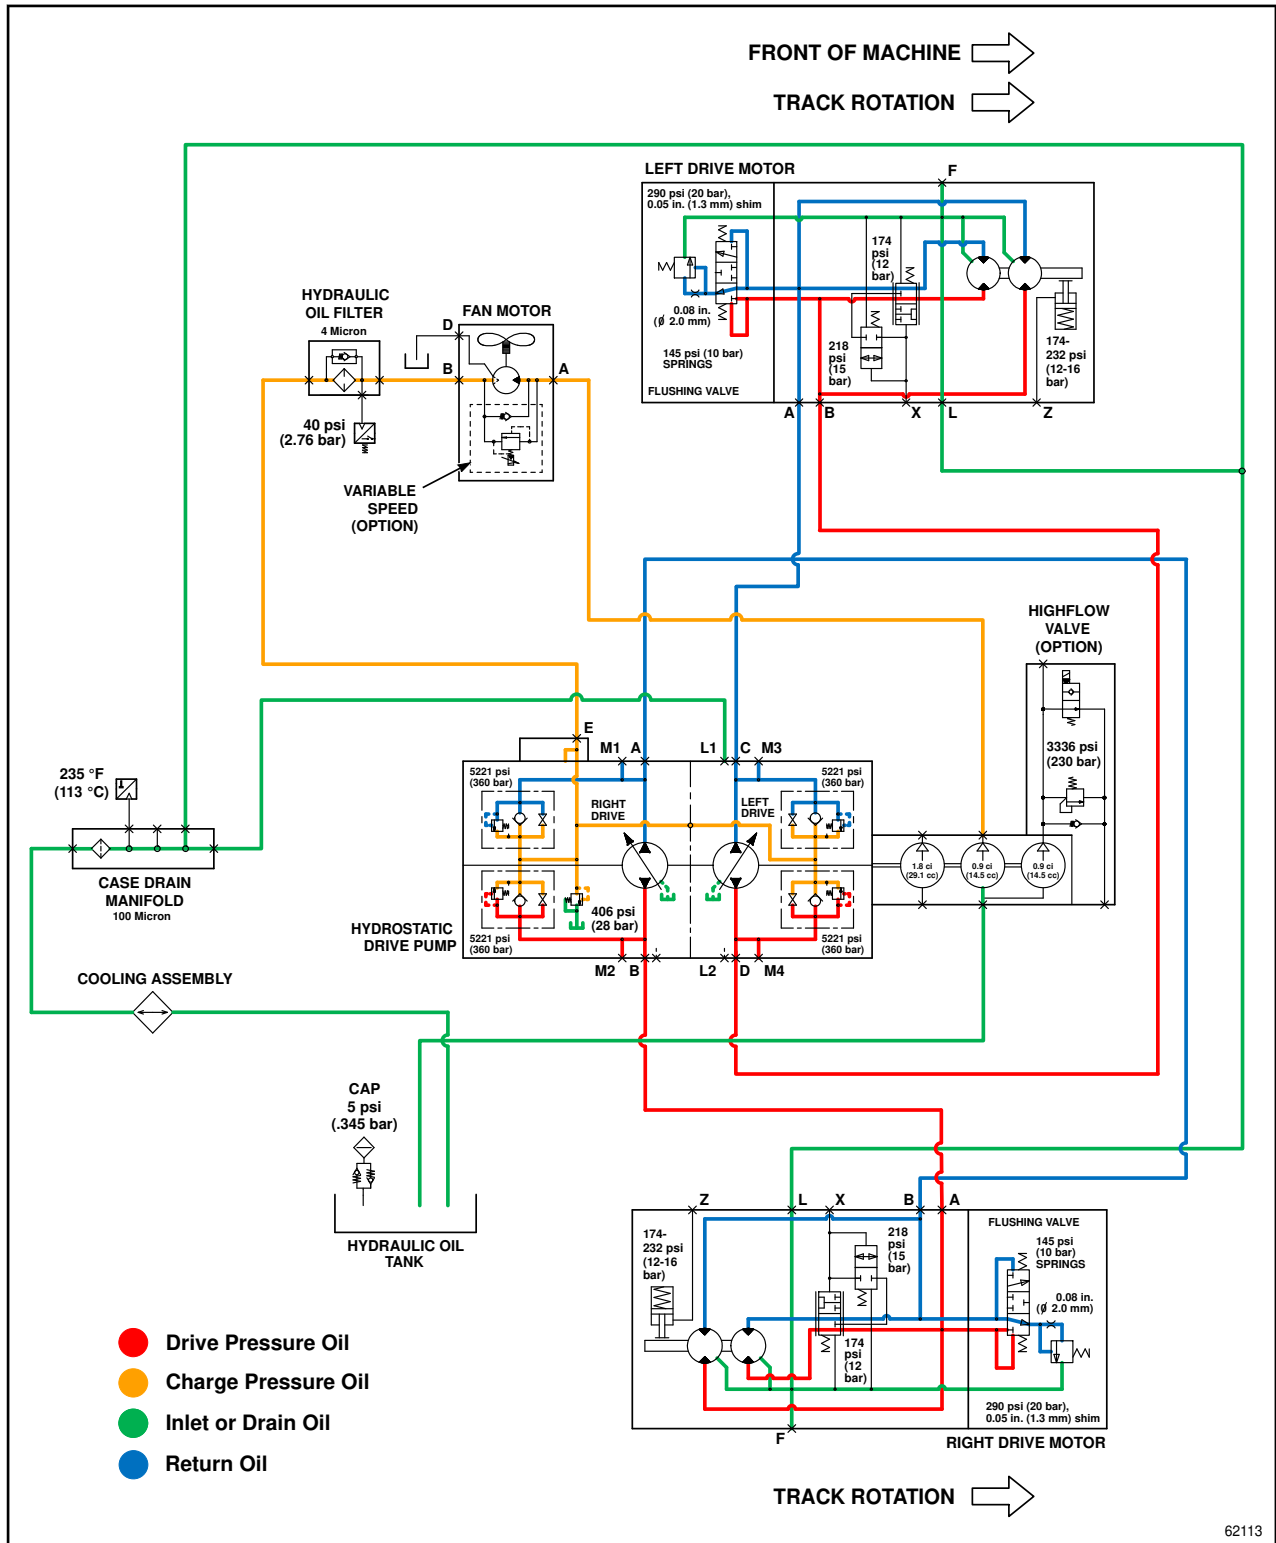 FRONT OF MACHINE
TRACK ROTATION
LEFT DRIVE MOTOR
F
290 psi (20 bar),
0.05 in. (1.3 mm) shim
174
psi
(12
bar)
0.08 in.
(Ø 2.0 mm)
218
psi
(15
bar)
145 psi (10 bar)
SPRINGS
FLUSHING VALVE
174-
232 psi
(12-16
bar)
A
B
X
L
Z
HYDRAULIC
OIL FILTER
4 Micron
FAN MOTOR
D
B
A
40 psi
(2.76 bar)
VARIABLE
SPEED
(OPTION)
HIGHFLOW
VALVE
(OPTION)
3336 psi
(230 bar)
E
M1
A
L1
C
M3
5221 psi
(360 bar)
5221 psi
(360 bar)
RIGHT
DRIVE
LEFT
DRIVE
235 °F
(113 °C)
1.8 ci
(29.1 cc)
0.9 ci
(14.5 cc)
0.9 ci
(14.5 cc)
CASE DRAIN
MANIFOLD
100 Micron
406 psi
(28 bar)
HYDROSTATIC
DRIVE PUMP
5221 psi
(360 bar)
5221 psi
(360 bar)
M2
B
L2
D
M4
COOLING ASSEMBLY
CAP
5 psi
(.345 bar)
HYDRAULIC OIL
TANK
Z
L
X
B
A
174-
232 psi
(12-16
bar)
218
psi
(15
bar)
FLUSHING VALVE
145 psi
(10 bar)
SPRINGS
0.08 in.
(Ø 2.0 mm)
174
psi
(12
bar)
290 psi (20 bar),
0.05 in. (1.3 mm) shim
F
RIGHT DRIVE MOTOR
Drive Pressure Oil
Charge Pressure Oil
Inlet or Drain Oil
Return Oil
TRACK ROTATION
62113